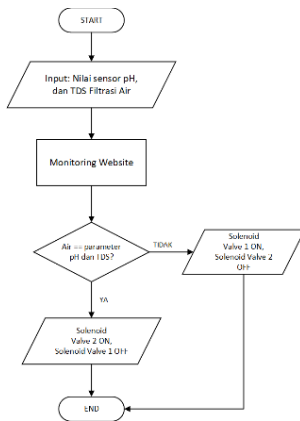 START
Input: Nilai sensor pH,
dan TDS Filtrasi Air
Monitoring Website
Air == parameter
pH dan TDS?
TIDAK
Solenoid
Valve 1 ON,
Solenoid Valve 2
OFF
YA
Solenoid
Valve 2 ON,
Solenoid Valve 1 OFF
END